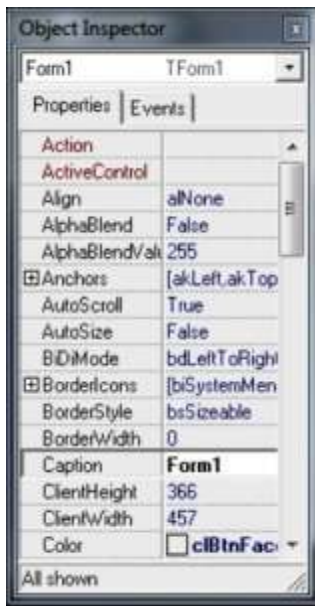 Object Inspector
Form1 TForm1
Properties Events
Action
ActiveControl
Align alNone
AlphaBlend False
AlphaBlendVal 255
Anchors [akLeft,akTop
AutoScroll True
AutoSize False
BiDiMode bdLeftToRight
BorderIcons [biSystemMen
BorderStyle bsSizeable
BorderWidth 0
Caption Form1
ClientHeight 366
ClientWidth 457
Color clBtnFac
All shown